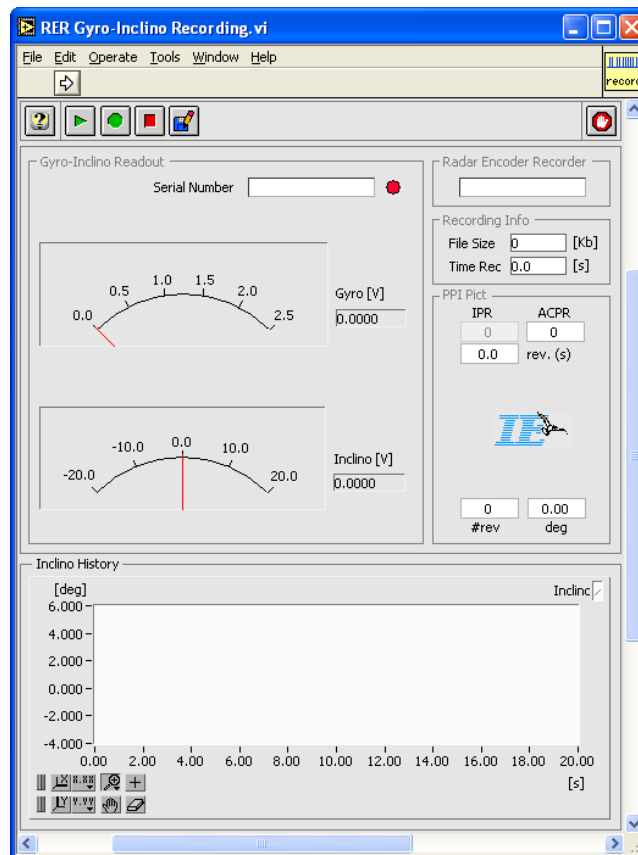 RER Gyro-Inclino Recording.vi
File Edit Operate Tools Window Help
record
Gyro-Inclino Readout
Serial Number
0.0 0.5 1.0 1.5 2.0 2.5
Gyro [V]
0.0000
-20.0 -10.0 0.0 10.0 20.0
Inclino [V]
0.0000
Radar Encoder Recorder
Recording Info
File Size 0 [Kb]
Time Rec 0.0 [s]
PPI Pict
IPR ACPR
0 0
0.0 rev. (s)
IE
0 0.00
#rev deg
Inclino History
[deg] Inclinc
6.000
4.000
2.000
0.000
-2.000
-4.000
0.00 2.00 4.00 6.00 8.00 10.00 12.00 14.00 16.00 18.00 20.00
[s]
X X.XX
Y Y.YY